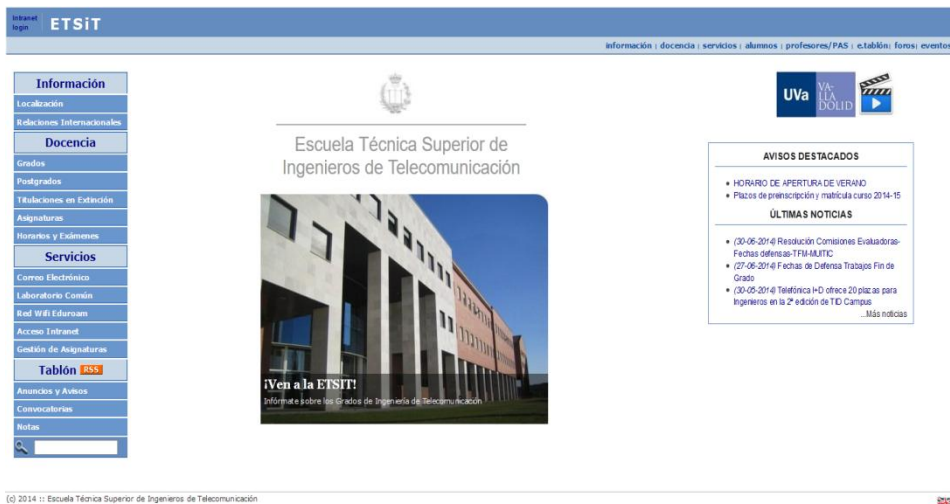 Intranet
login
ETSiT
información | docencia | servicios | alumnos | profesores/PAS | e.tablón| foros| eventos
Información
Localización
Relaciones Internacionales
Docencia
Grados
Postgrados
Titulaciones en Extinción
Asignaturas
Horarios y Exámenes
Servicios
Correo Electrónico
Laboratorio Común
Red Wifi Eduroam
Acceso Intranet
Gestión de Asignaturas
Tablón RSS
Anuncios y Avisos
Convocatorias
Notas
Escuela Técnica Superior de
Ingenieros de Telecomunicación
¡Ven a la ETSIT!
Infórmate sobre los Grados de Ingeniería de Telecomunicación
UVa
VA-
LLA
DOLID
AVISOS DESTACADOS
HORARIO DE APERTURA DE VERANO
Plazos de preinscripción y matrícula curso 2014-15
ÚLTIMAS NOTICIAS
(30-06-2014) Resolución Comisiones Evaluadoras-
Fechas defensas-TFM-MUITIC
(27-06-2014) Fechas de Defensa Trabajos Fin de
Grado
(30-05-2014) Telefónica I+D ofrece 20 plazas para
Ingenieros en la 2ª edición de TID Campus
...Más noticias
(c) 2014 :: Escuela Técnica Superior de Ingenieros de Telecomunicación